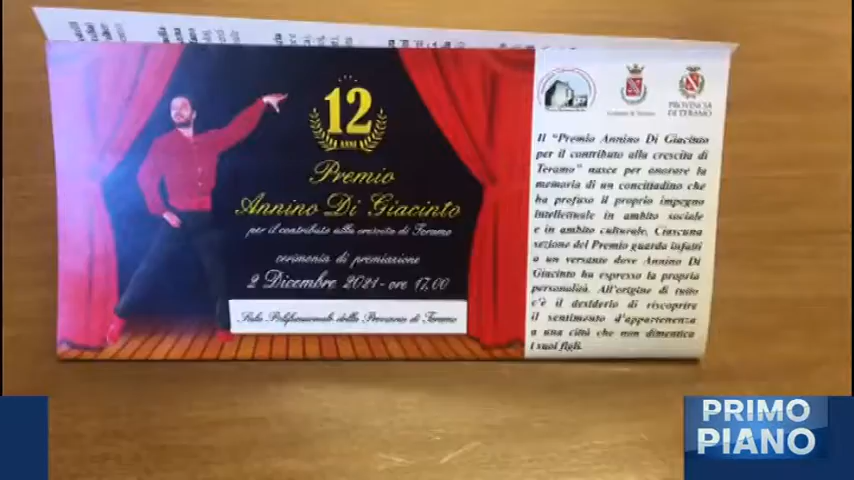 12
ANNI
Premio
Annino Di Giacinto
per il contributo alla crescita di Teramo
cerimonia di premiazione
2 Dicembre 2021 - ore 17,00
Sala Polifunzionale della Provincia di Teramo
PROVINCIA
DI TERAMO
Il "Premio Annino Di Giacinto
per il contributo alla crescita di
Teramo" nasce per onorare la
memoria di un concittadino che
ha profuso il proprio impegno
intellettuale in ambito sociale
e in ambito culturale. Ciascuna
sezione del Premio guarda infatti
a un versante dove Annino Di
Giacinto ha espresso la propria
personalità. All'origine di tutto
c'è il desiderio di riscoprire
il sentimento d'appartenenza
a una città che non dimentica
i suoi figli.
PRIMO
PIANO